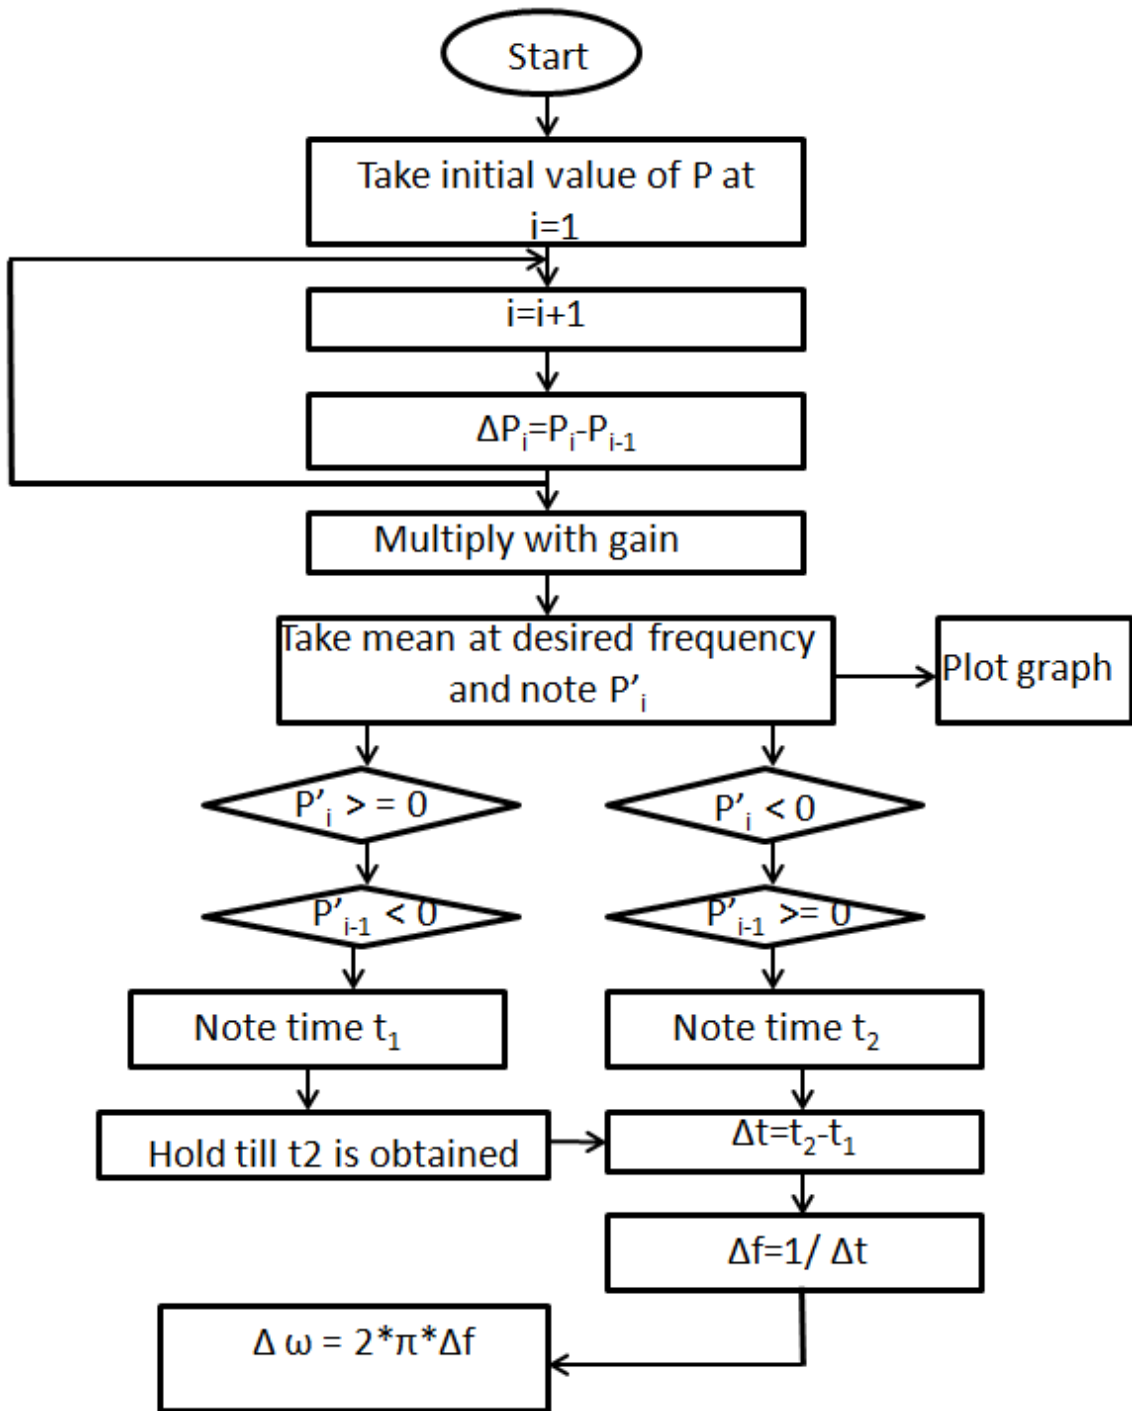 Start
Take initial value of P at
i=1
i=i+1
ΔPᵢ=Pᵢ-Pᵢ₋₁
Multiply with gain
Take mean at desired frequency
and note P’ᵢ
Plot graph
P’ᵢ > = 0
P’ᵢ < 0
P’ᵢ₋₁ < 0
P’ᵢ₋₁ >= 0
Note time t₁
Note time t₂
Hold till t2 is obtained
Δt=t₂-t₁
Δf=1/ Δt
Δ ω = 2*π*Δf